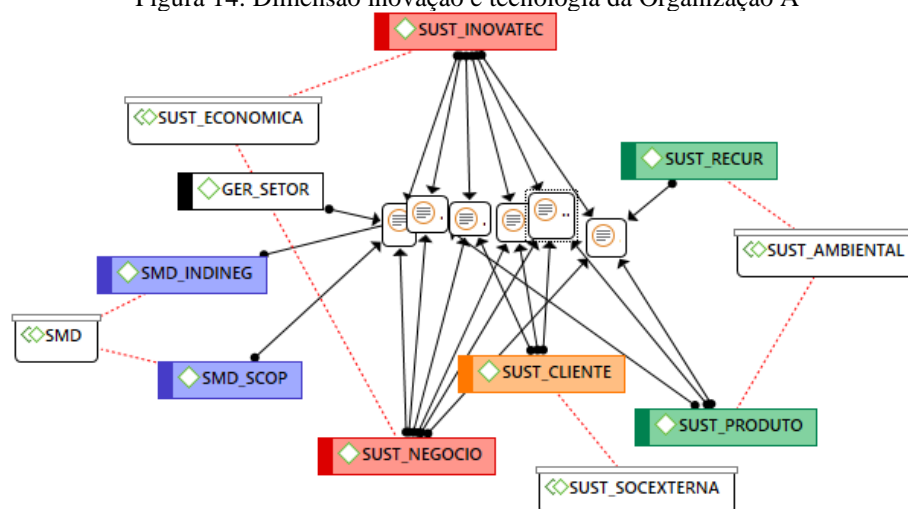 Figura 14: Dimensão inovação e tecnologia da Organização A
SUST_INOVATEC
SUST_ECONOMICA
SUST_RECUR
GER_SETOR
SUST_AMBIENTAL
SMD_INDINEG
SMD
SMD_SCOP
SUST_CLIENTE
SUST_PRODUTO
SUST_NEGOCIO
SUST_SOCEXTERNA